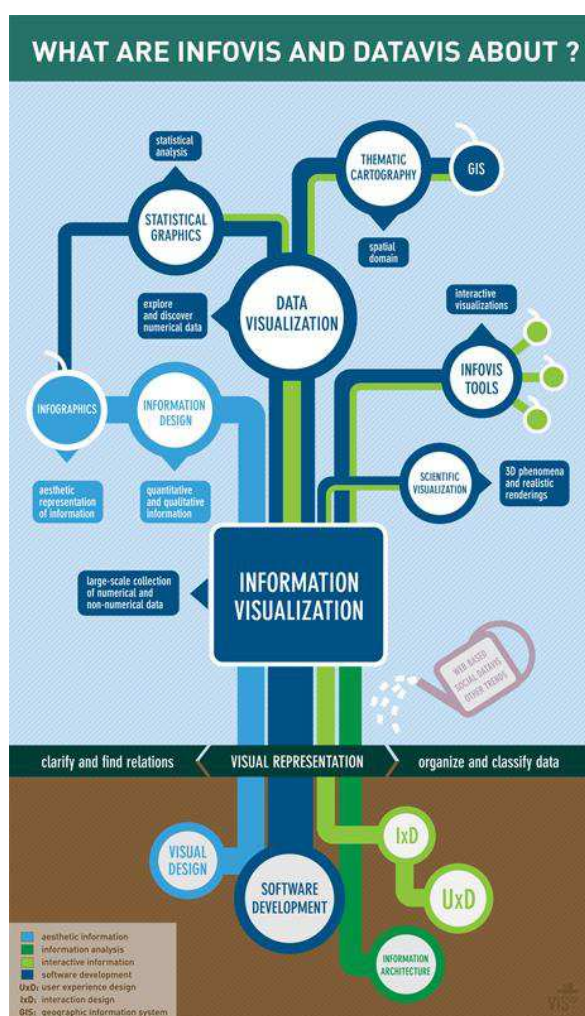 WHAT ARE INFOVIS AND DATAVIS ABOUT ?
statistical
analysis
THEMATIC
CARTOGRAPHY
GIS
STATISTICAL
GRAPHICS
spatial
domain
explore
and discover
numerical data
DATA
VISUALIZATION
interactive
visualizations
INFOVIS
TOOLS
INFOGRAPHICS
INFORMATION
DESIGN
SCIENTIFIC
VISUALIZATION
3D phenomena
and realistic
renderings
aesthetic
representation
of information
quantitative
and qualitative
information
large-scale collection
of numerical and
non-numerical data
INFORMATION
VISUALIZATION
WEB BASED
SOCIAL DATAVIS
OTHER TRENDS
clarify and find relations
VISUAL REPRESENTATION
organize and classify data
VISUAL
DESIGN
IxD
SOFTWARE
DEVELOPMENT
UxD
INFORMATION
ARCHITECTURE
aesthetic information
information analysis
interactive information
software development
UxD: user experience design
IxD: interaction design
GIS: geographic information system